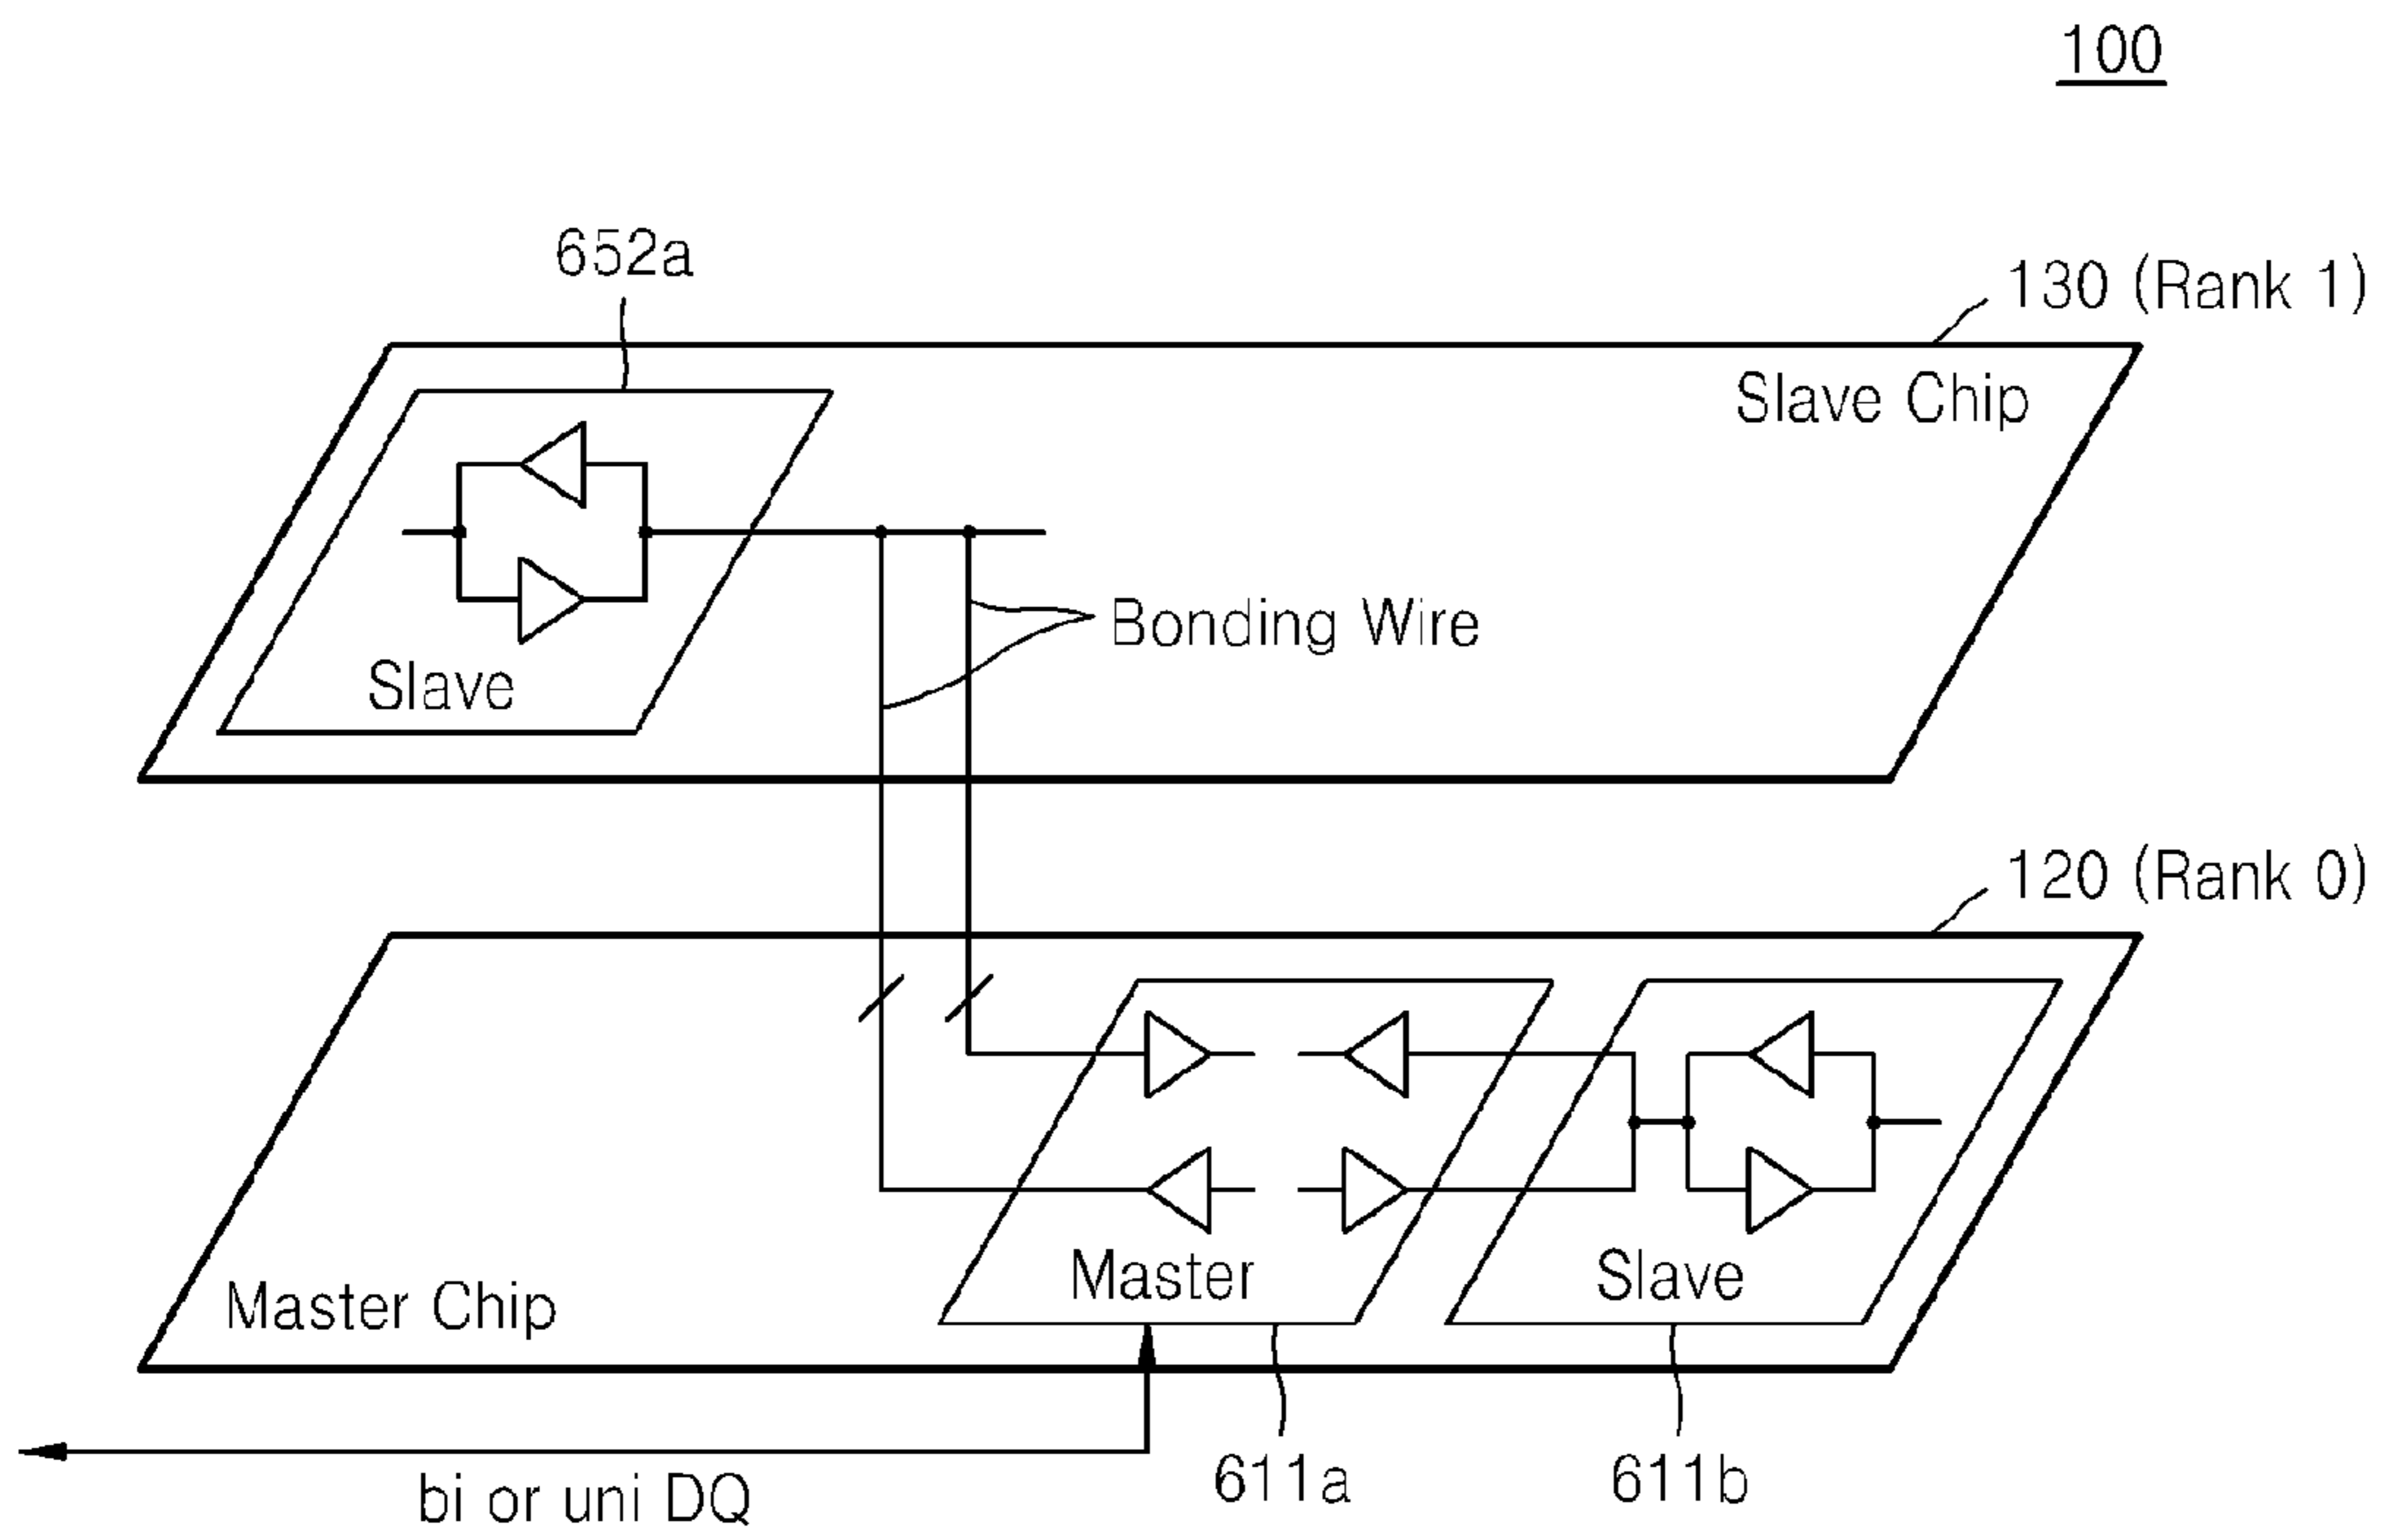 100
652a
130 (Rank 1)
Slave Chip
Bonding Wire
Slave
120 (Rank 0)
Master
Slave
Master Chip
611a
611b
bi or uni DQ